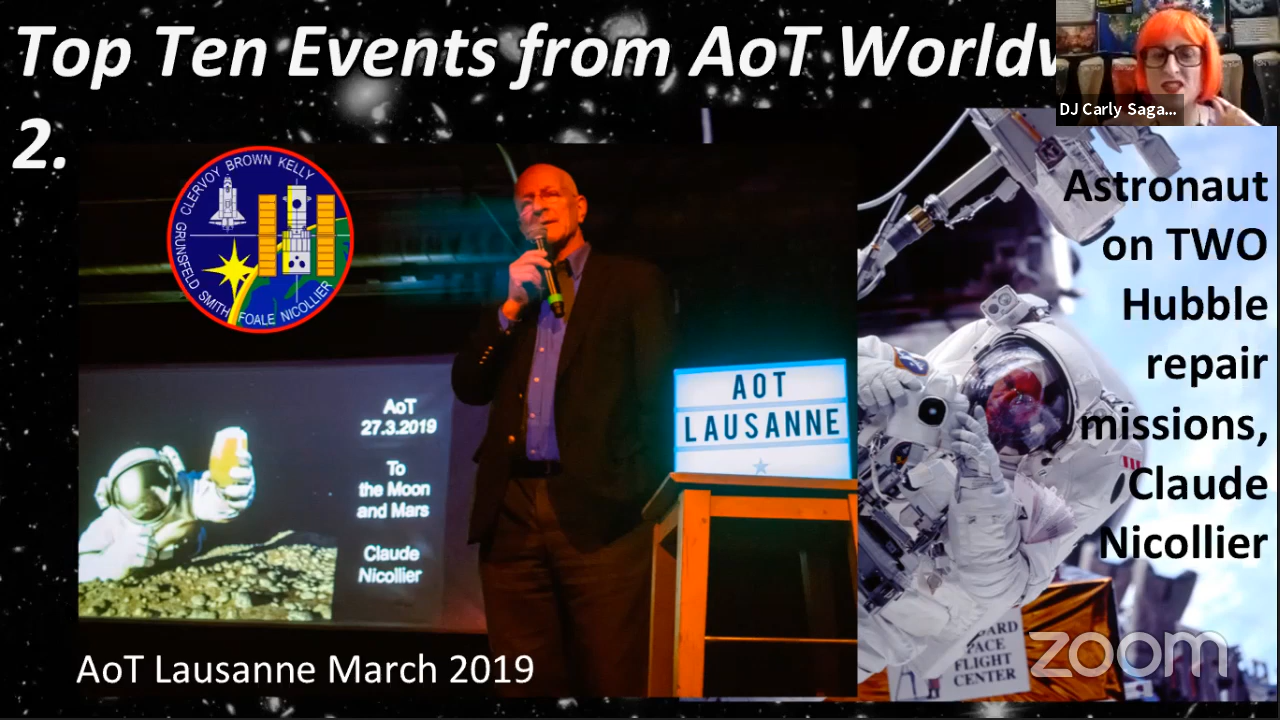 Top Ten Events from AoT Worldw
DJ Carly Saga...
2.
CLERVOY BROWN KELLY
GRUNSFELD SMITH FOALE NICOLLIER
Astronaut
on TWO
Hubble
repair
missions,
Claude
Nicollier
AOT
LAUSANNE
AoT
27.3.2019
To
the Moon
and Mars
Claude
Nicollier
PACE
FLIGHT
CENTER
zoom
AoT Lausanne March 2019